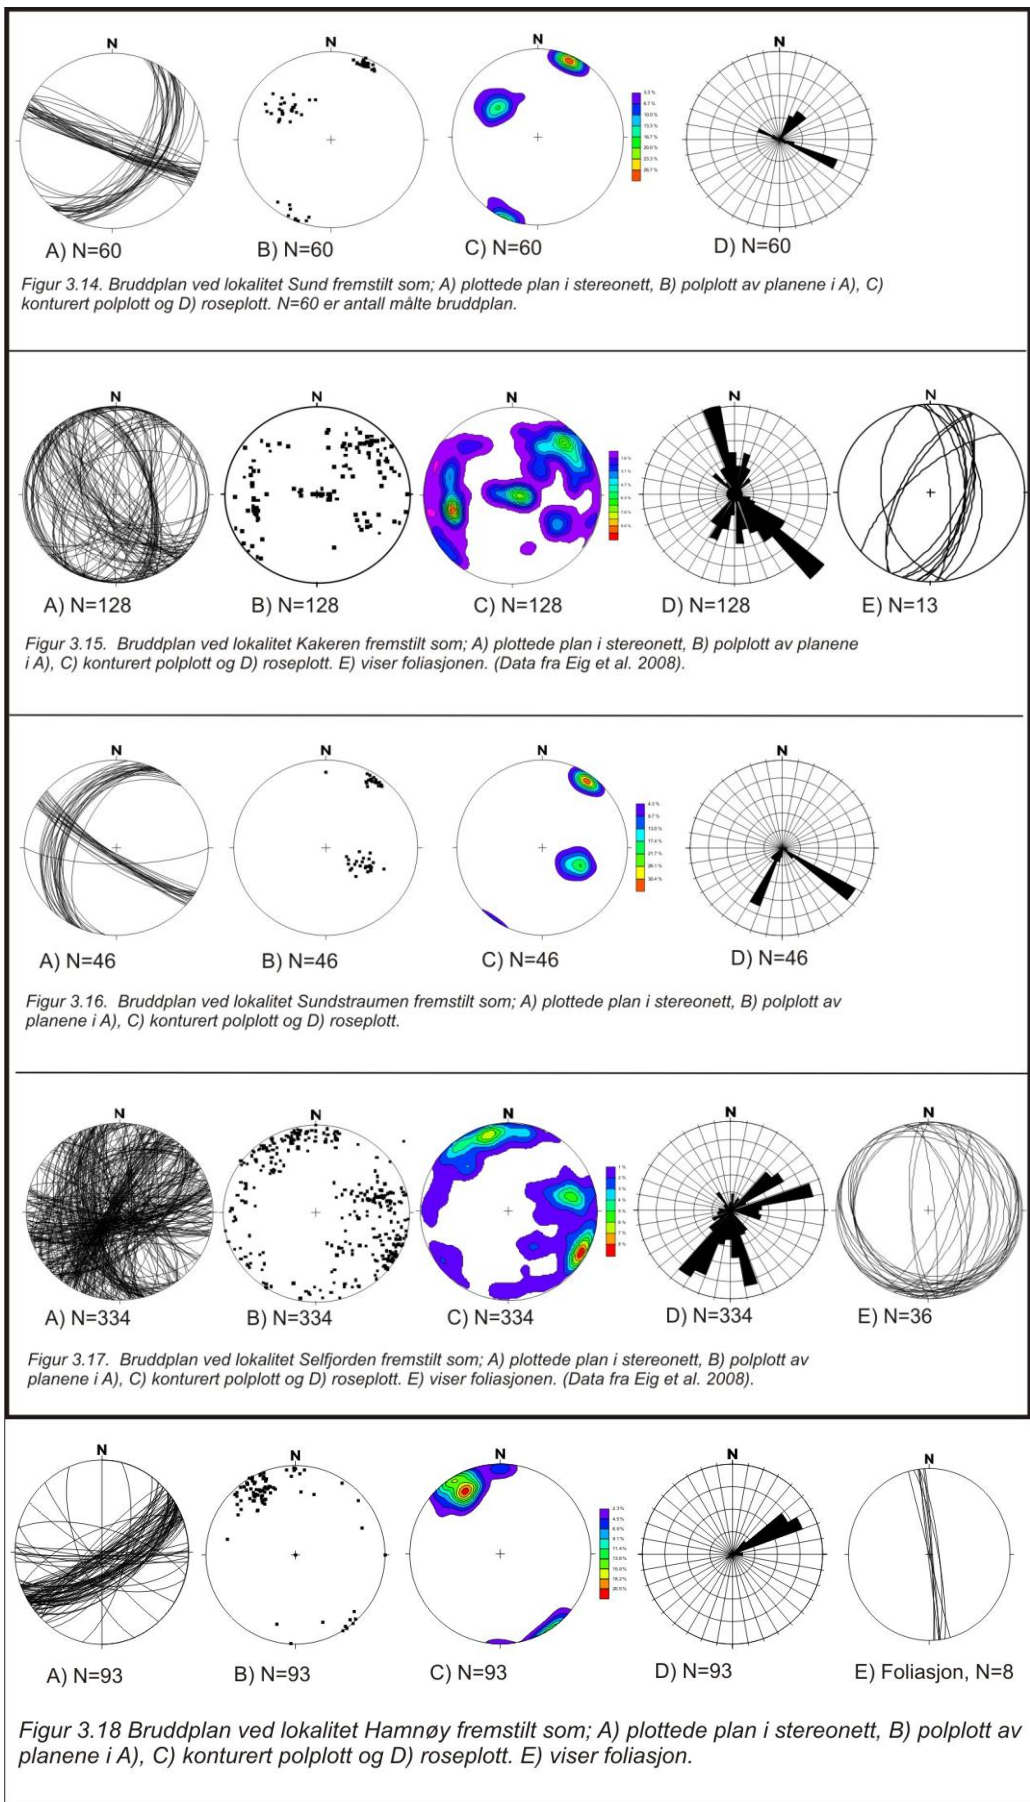 N N N
A) N=60 B) N=60 C) N=60 D) N=60
Figur 3.14. Bruddplan ved lokalitet Sund fremstilt som; A) plottede plan i stereonett, B) polplott av planene i A), C)
konturert polplott og D) roseplott. N=60 er antall målte bruddplan.
N N N N N
A) N=128 B) N=128 C) N=128 D) N=128 E) N=13
Figur 3.15. Bruddplan ved lokalitet Kakeren fremstilt som; A) plottede plan i stereonett, B) polplott av planene
i A), C) konturert polplott og D) roseplott. E) viser foliasjonen. (Data fra Eig et al. 2008).
N N N N
A) N=46 B) N=46 C) N=46 D) N=46
Figur 3.16. Bruddplan ved lokalitet Sundstraumen fremstilt som; A) plottede plan i stereonett, B) polplott av
planene i A), C) konturert polplott og D) roseplott.
N N N N N
A) N=334 B) N=334 C) N=334 D) N=334 E) N=36
Figur 3.17. Bruddplan ved lokalitet Selfjorden fremstilt som; A) plottede plan i stereonett, B) polplott av
planene i A), C) konturert polplott og D) roseplott. E) viser foliasjonen. (Data fra Eig et al. 2008).
N N N N N
A) N=93 B) N=93 C) N=93 D) N=93 E) Foliasjon, N=8
Figur 3.18 Bruddplan ved lokalitet Hamnøy fremstilt som; A) plottede plan i stereonett, B) polplott av
planene i A), C) konturert polplott og D) roseplott. E) viser foliasjon.